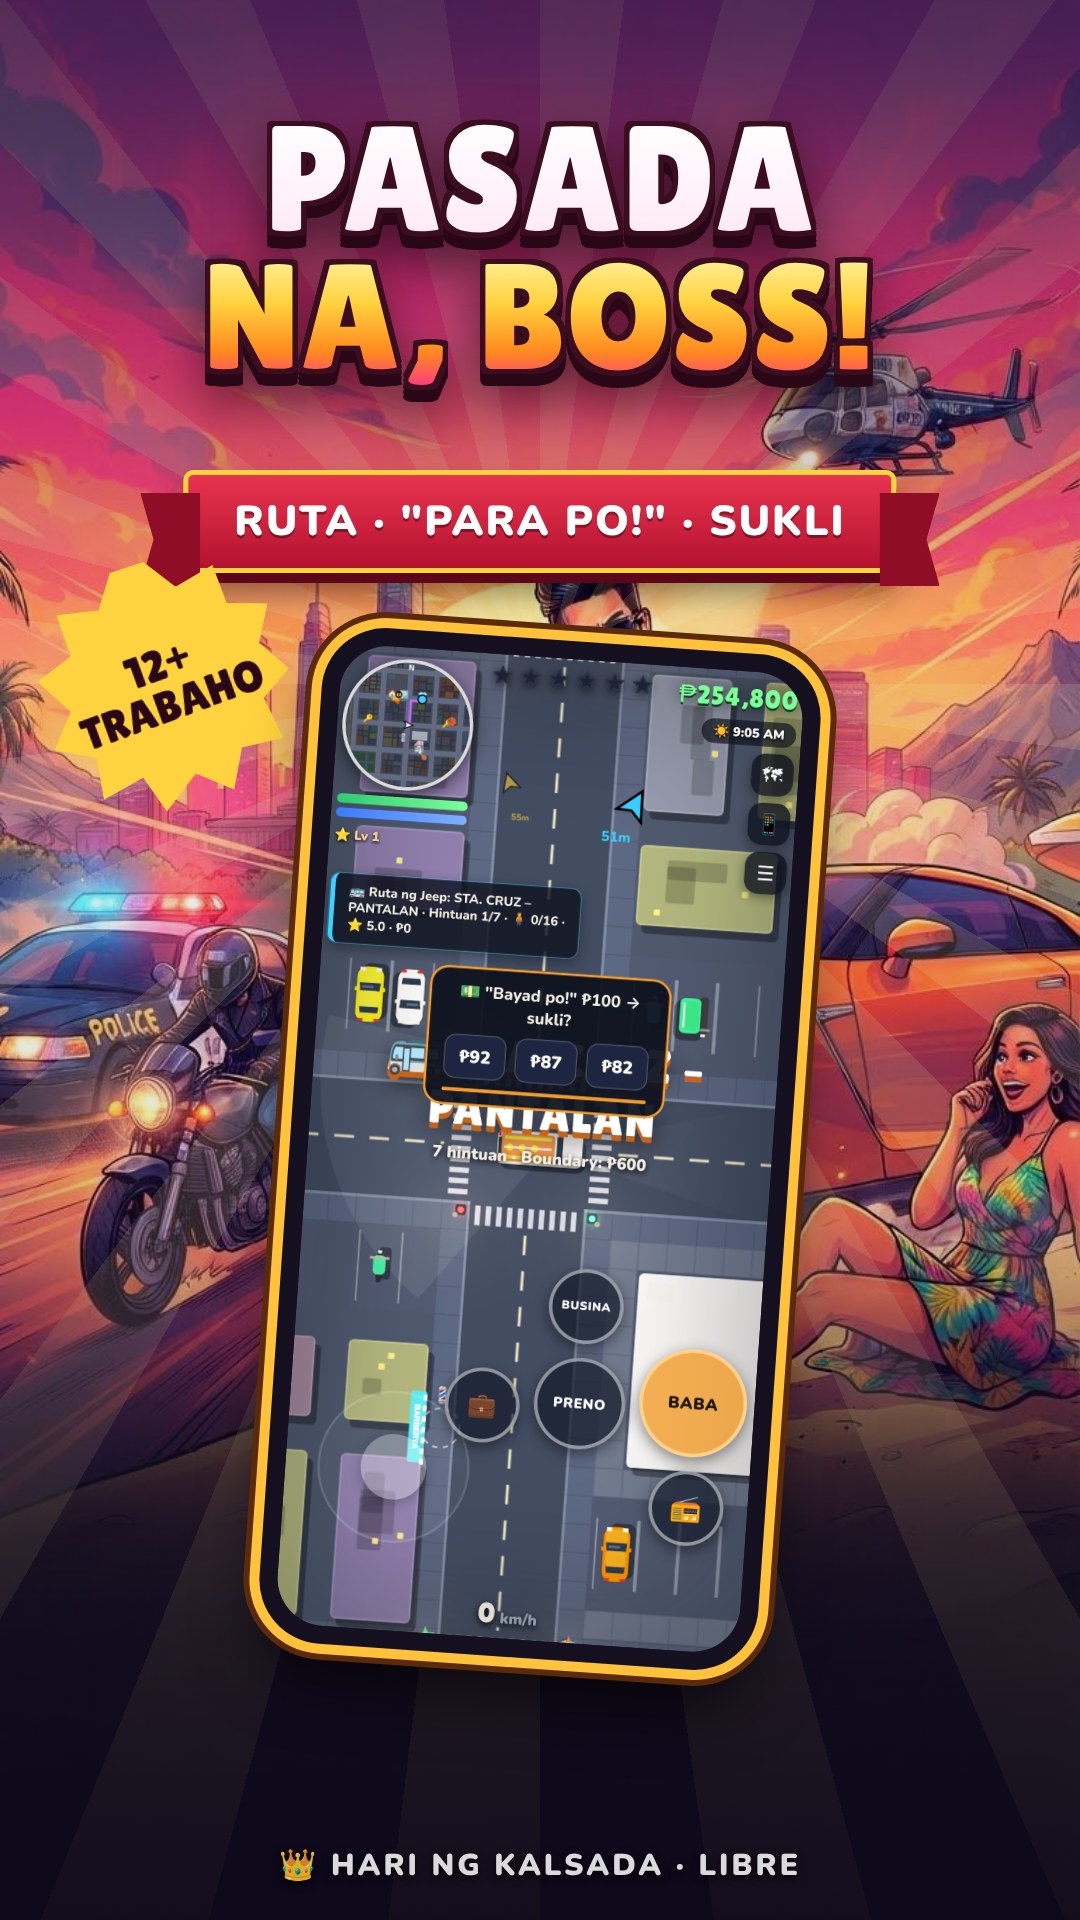 PASADA
NA, BOSS!
RUTA · "PARA PO!" · SUKLI
12+
TRABAHO
N
₱254,800
☀️ 9:05 AM
55m
51m
⭐ Lv 1
🚌 Ruta ng Jeep: STA. CRUZ –
PANTALAN · Hintuan 1/7 · 🧍 0/16 ·
⭐ 5.0 · ₱0
💵 "Bayad po!" ₱100 →
sukli?
₱92
₱87
₱82
POLICE
PANTALAN
7 hintuan · Boundary: ₱600
BUSINA
PRENO
BABA
0 km/h
👑 HARI NG KALSADA · LIBRE